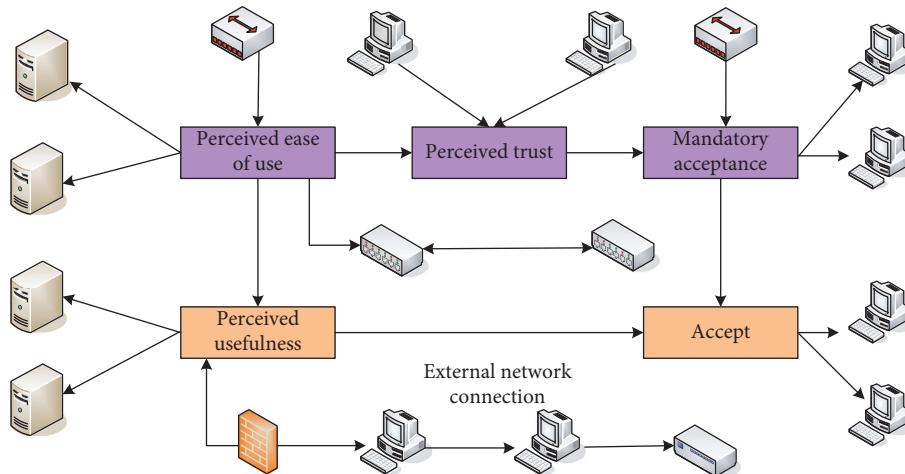 Perceived ease
of use
Perceived trust
Mandatory
acceptance
Perceived
usefulness
Accept
External network
connection